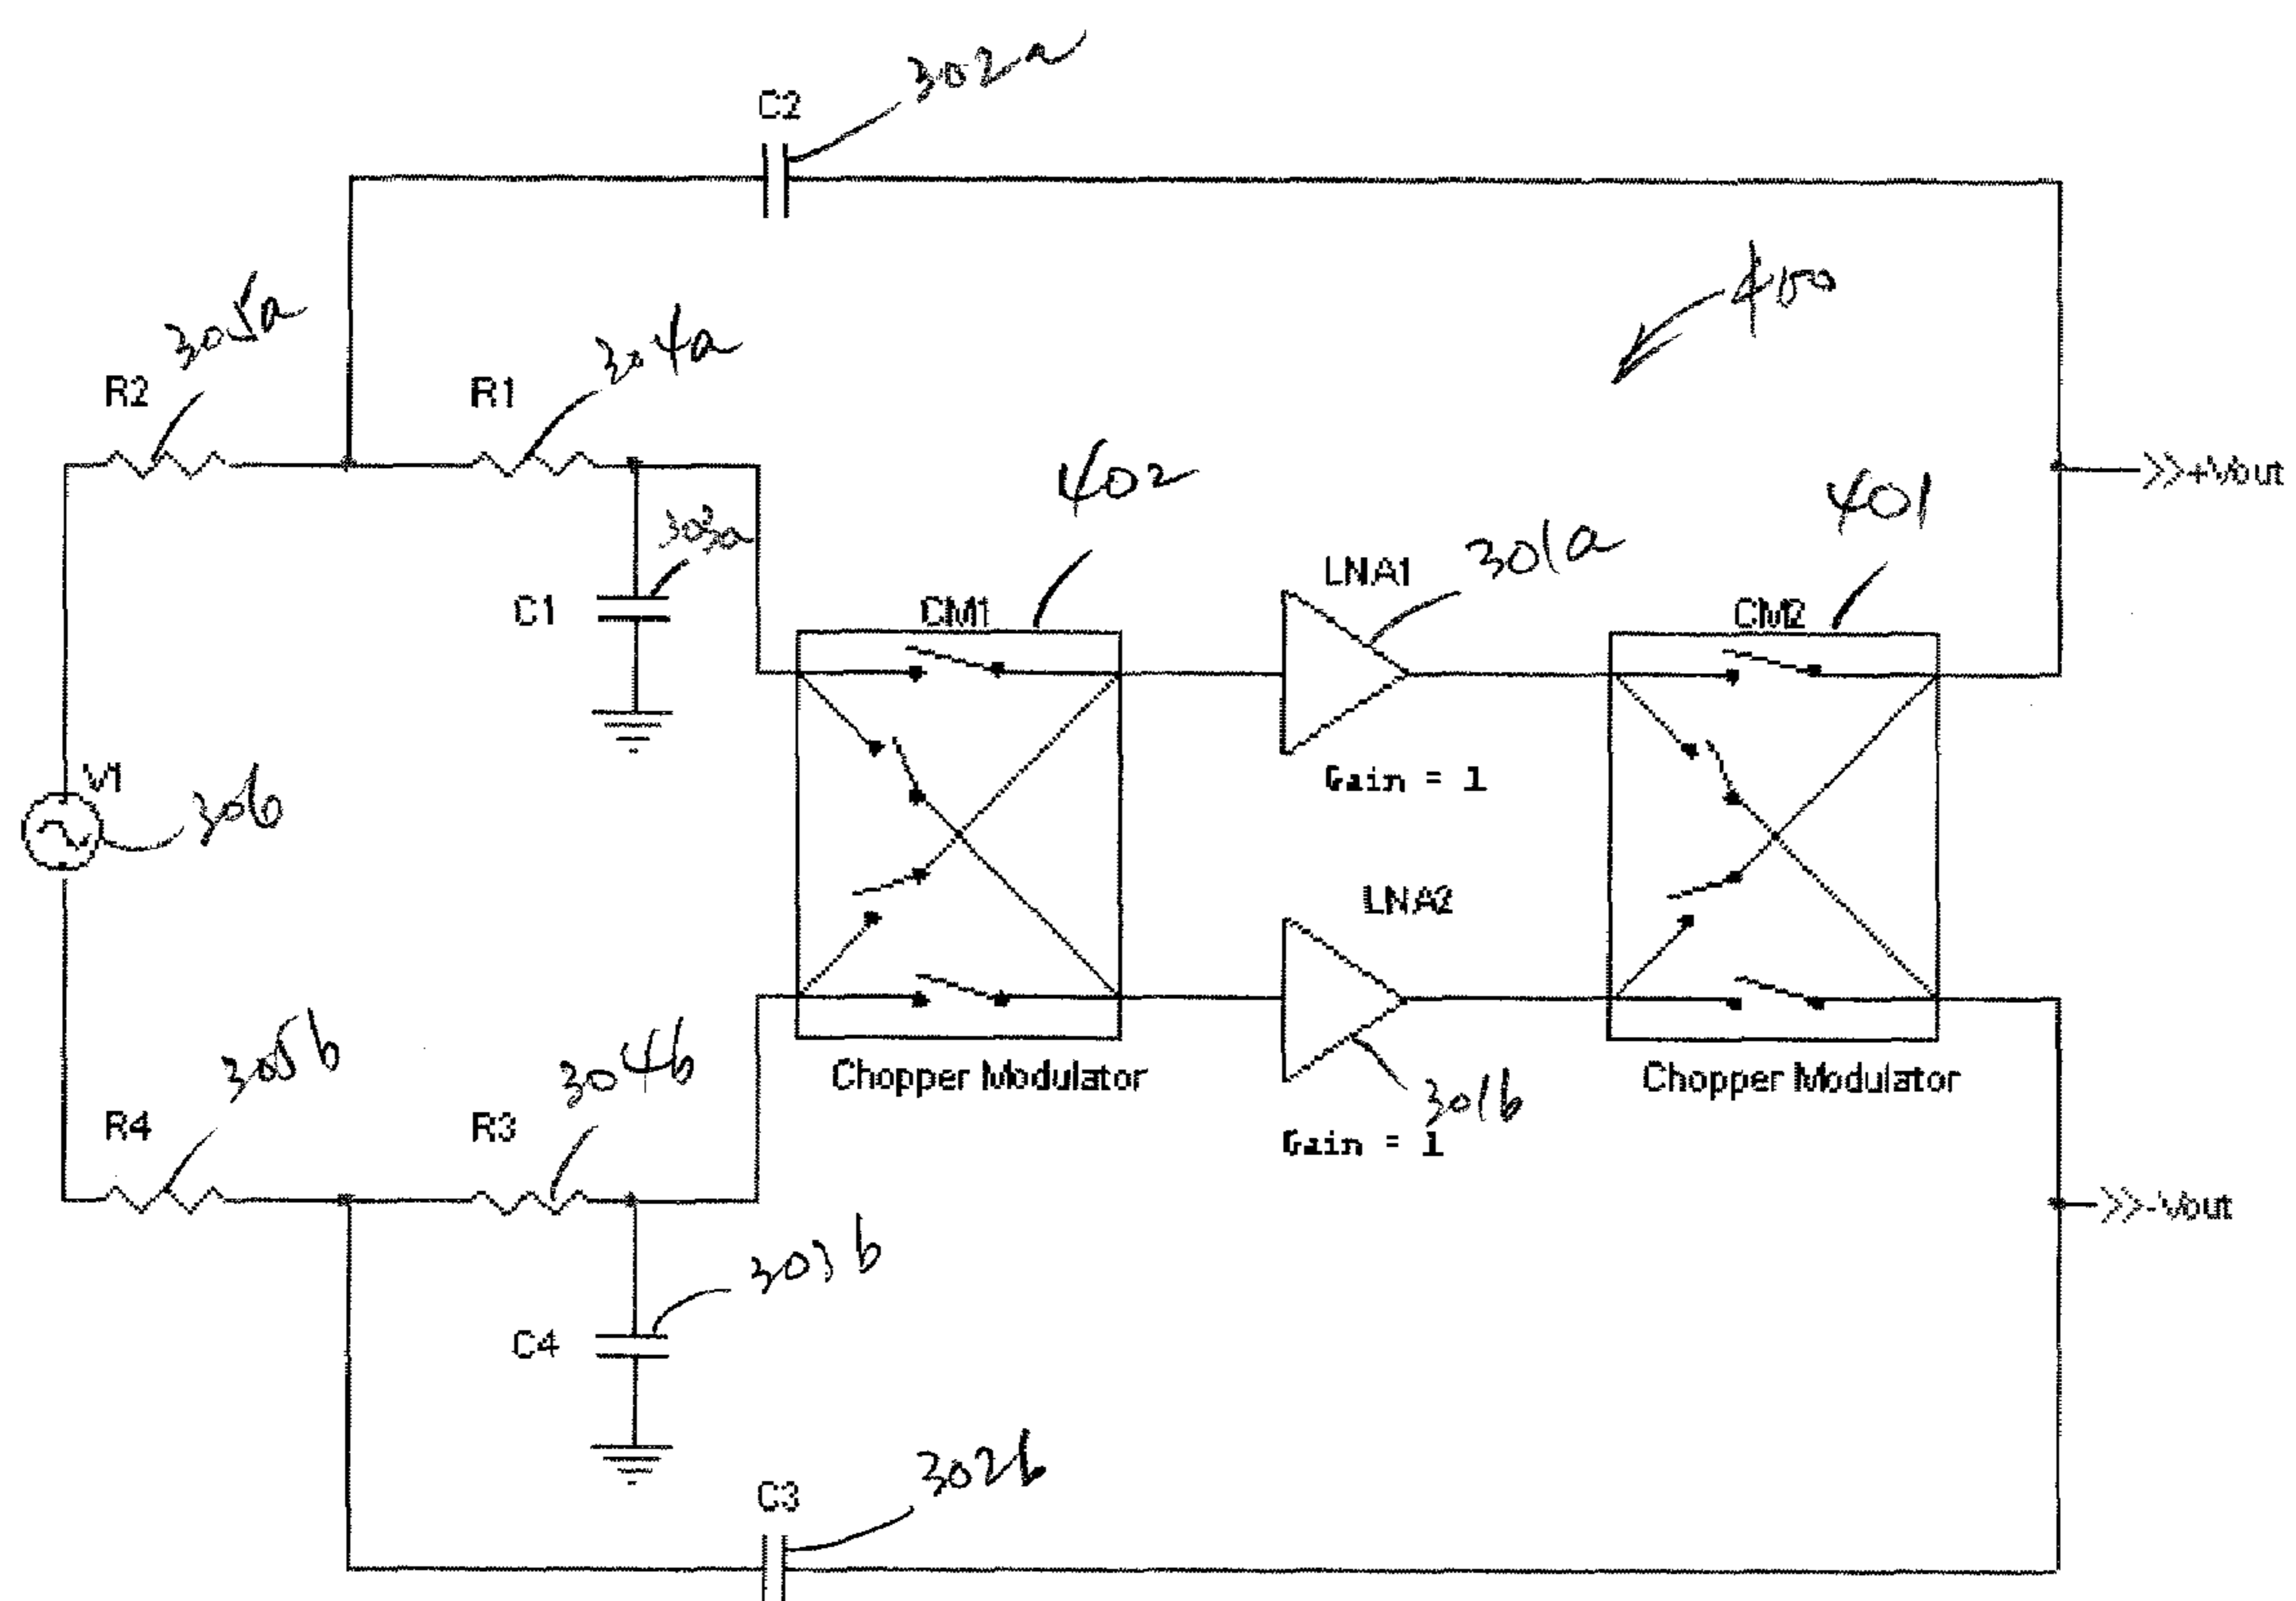 C2
302a
400
305a
304a
R2
R1
402
401
>>+Vout
303a
C1
LNA1
301a
CM1
CM2
V1
306
Gain = 1
LNA2
305b
304b
Chopper Modulator
301b
Chopper Modulator
R4
R3
Gain = 1
>>-Vout
303b
C4
302b
C3